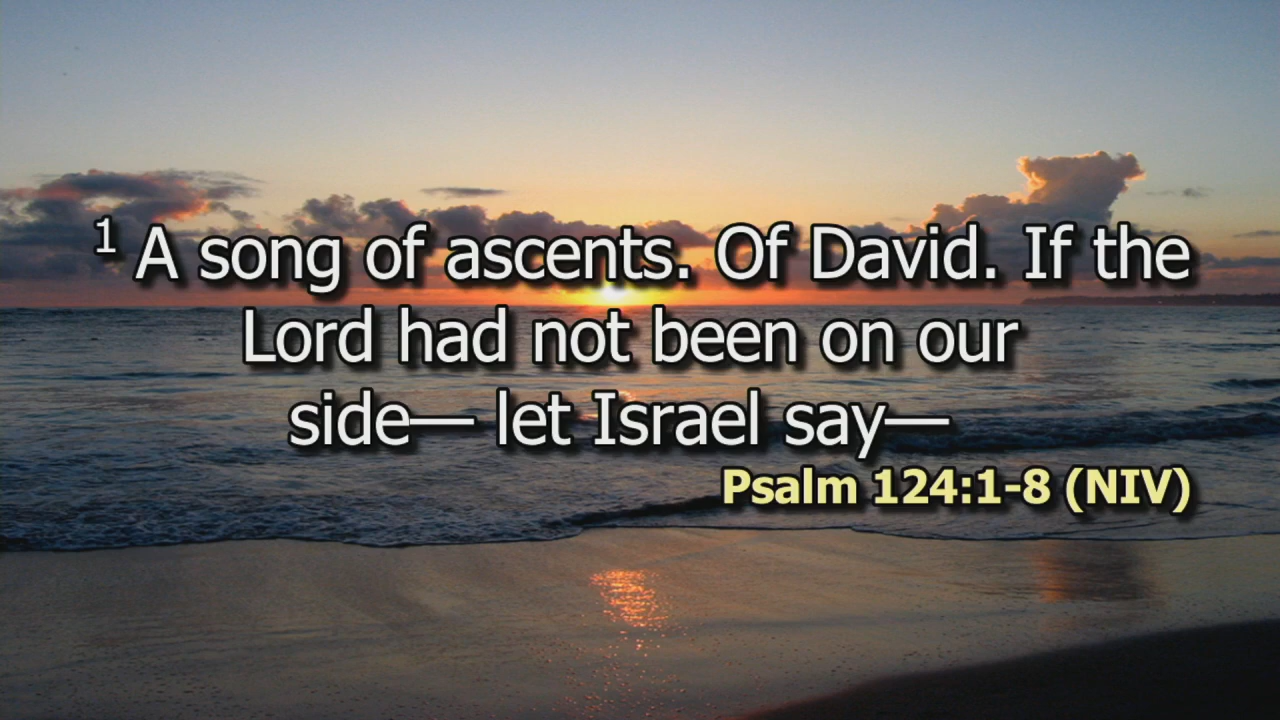 1 A song of ascents. Of David. If the
Lord had not been on our
side— let Israel say—
Psalm 124:1-8 (NIV)